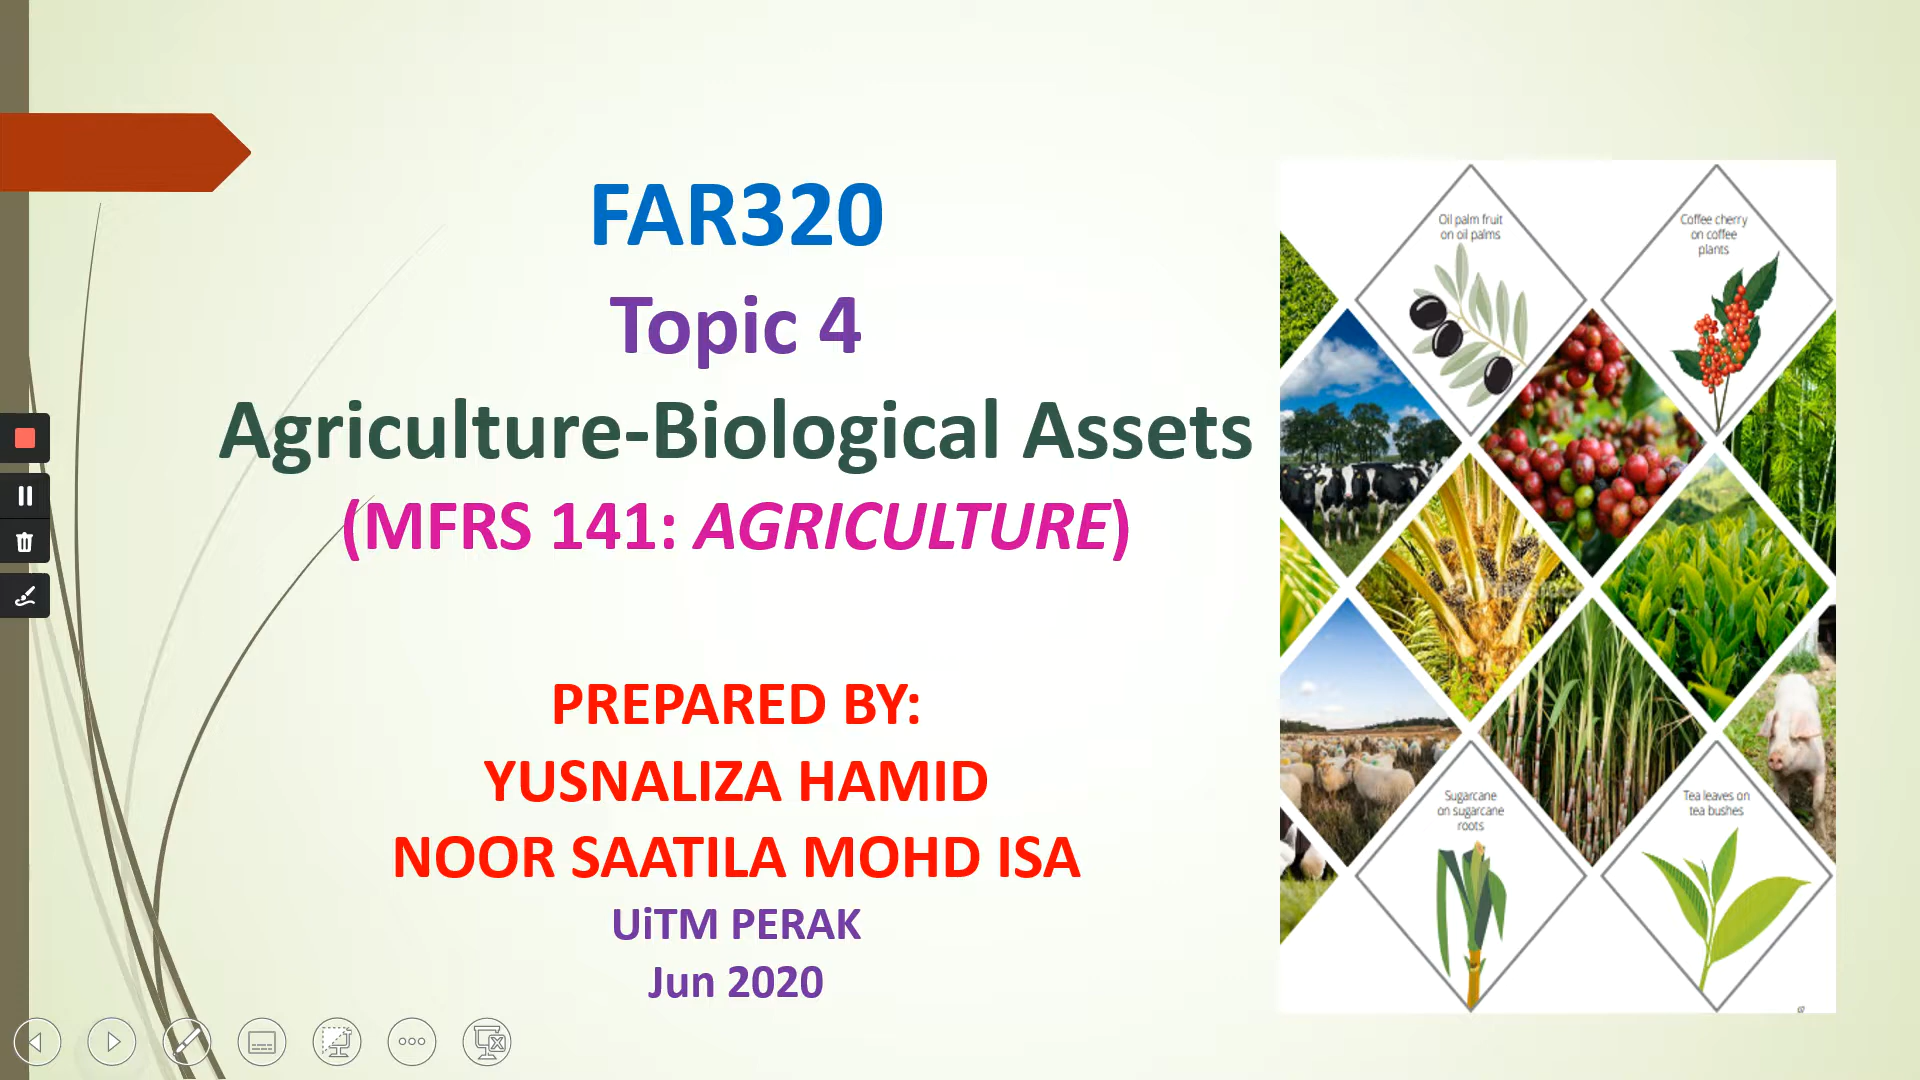 FAR320
Topic 4
Agriculture-Biological Assets
(MFRS 141: AGRICULTURE)
PREPARED BY:
YUSNALIZA HAMID
NOOR SAATILA MOHD ISA
UiTM PERAK
Jun 2020
Oil palm fruit
on oil palms
Coffee cherry
on coffee
plants
Sugarcane
on sugarcane
roots
Tea leaves on
tea bushes